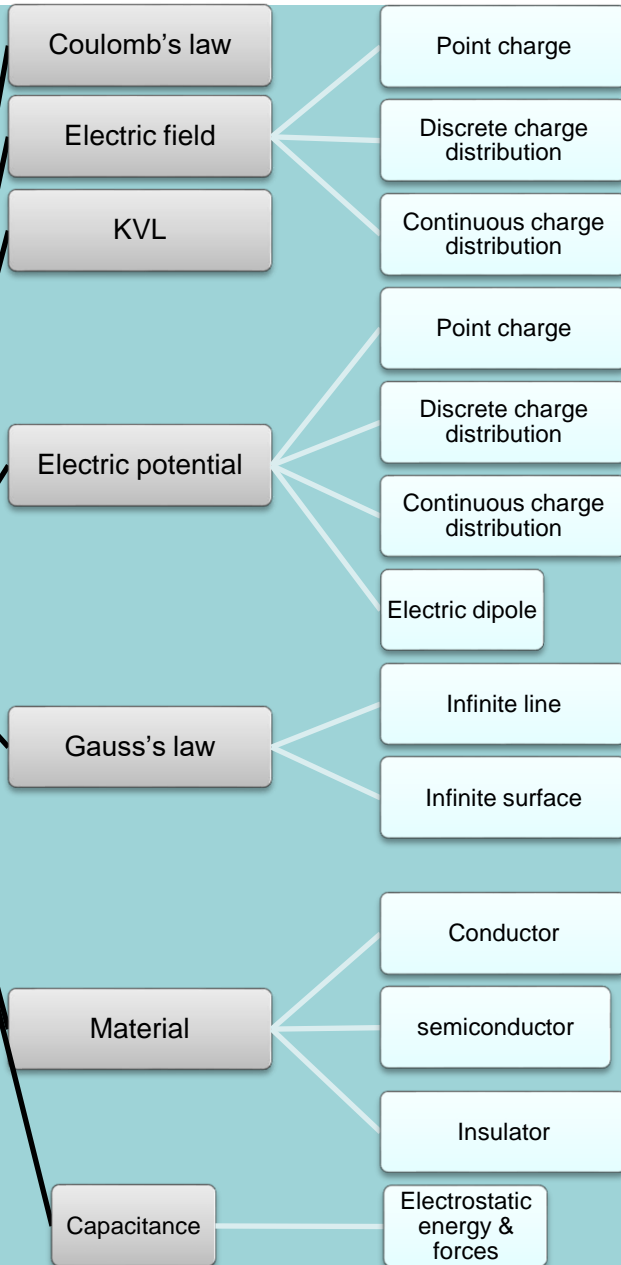 Coulomb's law
Point charge
Electric field
Discrete charge
distribution
KVL
Continuous charge
distribution
Point charge
Discrete charge
distribution
Electric potential
Continuous charge
distribution
Electric dipole
Infinite line
Gauss's law
Infinite surface
Conductor
Material
semiconductor
Insulator
Capacitance
Electrostatic
energy &
forces